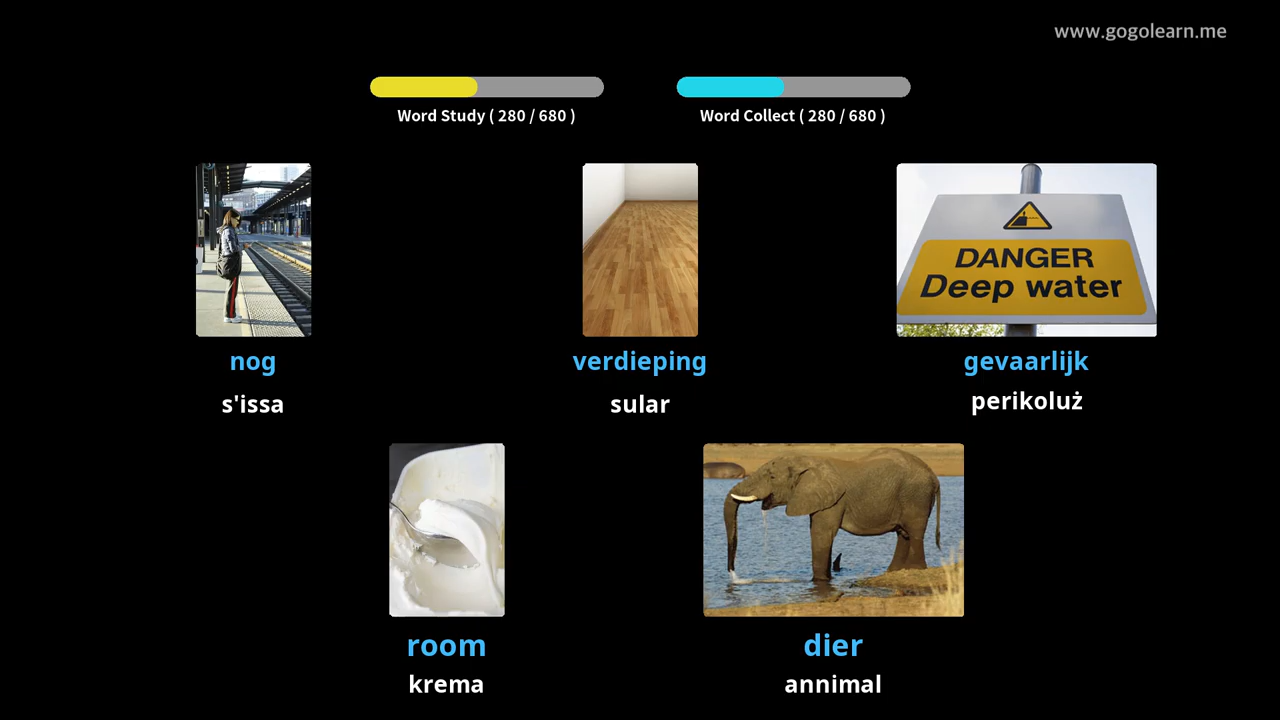 www.gogolearn.me
Word Study ( 280 / 680 )
Word Collect ( 280 / 680 )
DANGER
Deep water
nog
verdieping
gevaarlijk
s'issa
sular
perikoluż
room
dier
krema
annimal